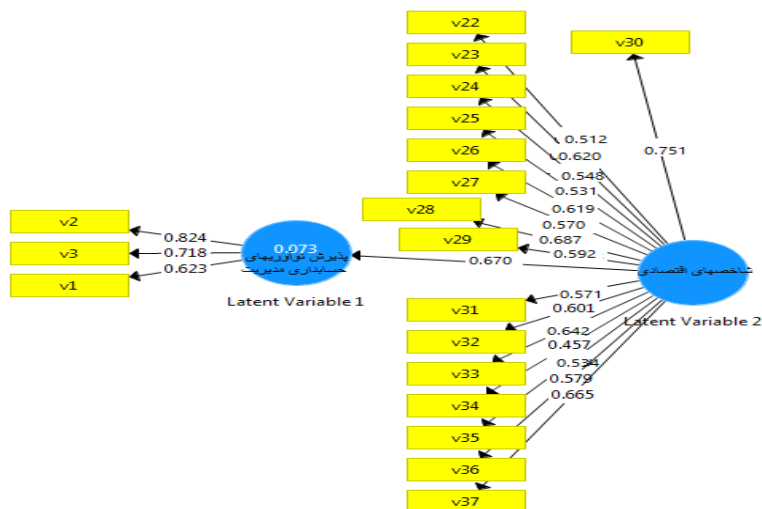 v22
v30
v23
v24
v25
v26
v27
v28
v29
0.512
0.620
0.548
0.531
0.619
0.570
0.687
0.592
0.751
v2
v3
v1
0.824
0.718
0.623
0.073
پذیرش نوآوریهای
حسابداری مدیریت
Latent Variable 1
0.670
شاخصهای اقتصادی
Latent Variable 2
0.571
0.601
0.642
0.457
0.534
0.579
0.665
v31
v32
v33
v34
v35
v36
v37